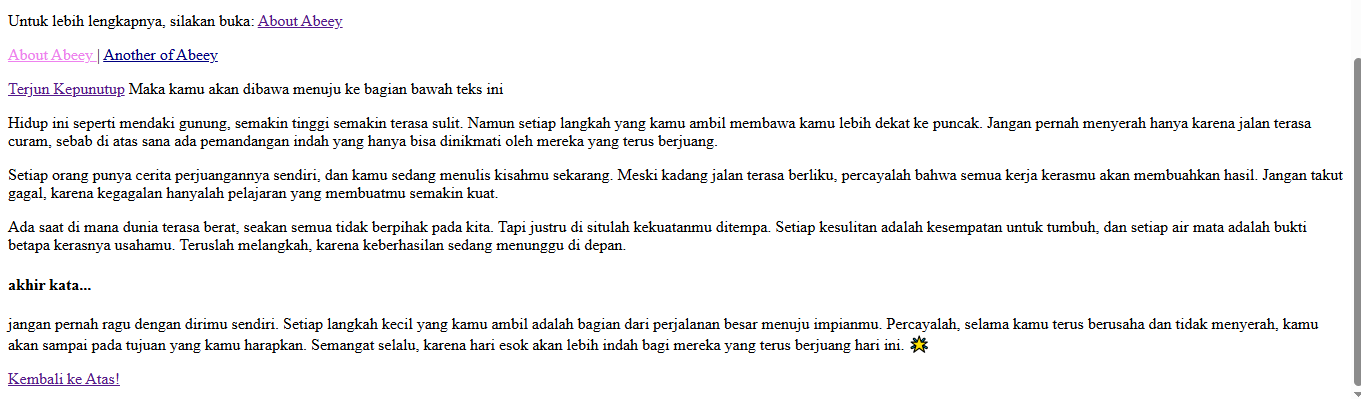 Untuk lebih lengkapnya, silakan buka: About Abeey
About Abeey | Another of Abeey
Terjun Kepunutup Maka kamu akan dibawa menuju ke bagian bawah teks ini
Hidup ini seperti mendaki gunung, semakin tinggi semakin terasa sulit. Namun setiap langkah yang kamu ambil membawa kamu lebih dekat ke puncak. Jangan pernah menyerah hanya karena jalan terasa
curam, sebab di atas sana ada pemandangan indah yang hanya bisa dinikmati oleh mereka yang terus berjuang.
Setiap orang punya cerita perjuangannya sendiri, dan kamu sedang menulis kisahmu sekarang. Meski kadang jalan terasa berliku, percayalah bahwa semua kerja kerasmu akan membuahkan hasil. Jangan takut
gagal, karena kegagalan hanyalah pelajaran yang membuatmu semakin kuat.
Ada saat di mana dunia terasa berat, seakan semua tidak berpihak pada kita. Tapi justru di situlah kekuatanmu ditempa. Setiap kesulitan adalah kesempatan untuk tumbuh, dan setiap air mata adalah bukti
betapa kerasnya usahamu. Teruslah melangkah, karena keberhasilan sedang menunggu di depan.
akhir kata...
jangan pernah ragu dengan dirimu sendiri. Setiap langkah kecil yang kamu ambil adalah bagian dari perjalanan besar menuju impianmu. Percayalah, selama kamu terus berusaha dan tidak menyerah, kamu
akan sampai pada tujuan yang kamu harapkan. Semangat selalu, karena hari esok akan lebih indah bagi mereka yang terus berjuang hari ini. 🌟
Kembali ke Atas!